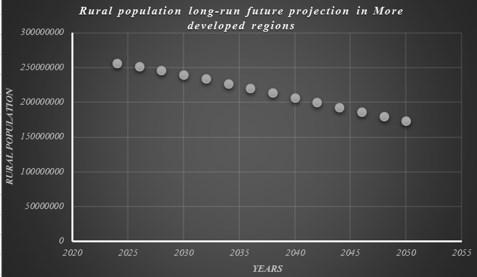 Rural population long-run future projection in More
developed regions
300000000
250000000
200000000
150000000
100000000
50000000
0
RURAL POPULATION
2020 2025 2030 2035 2040 2045 2050 2055
YEARS